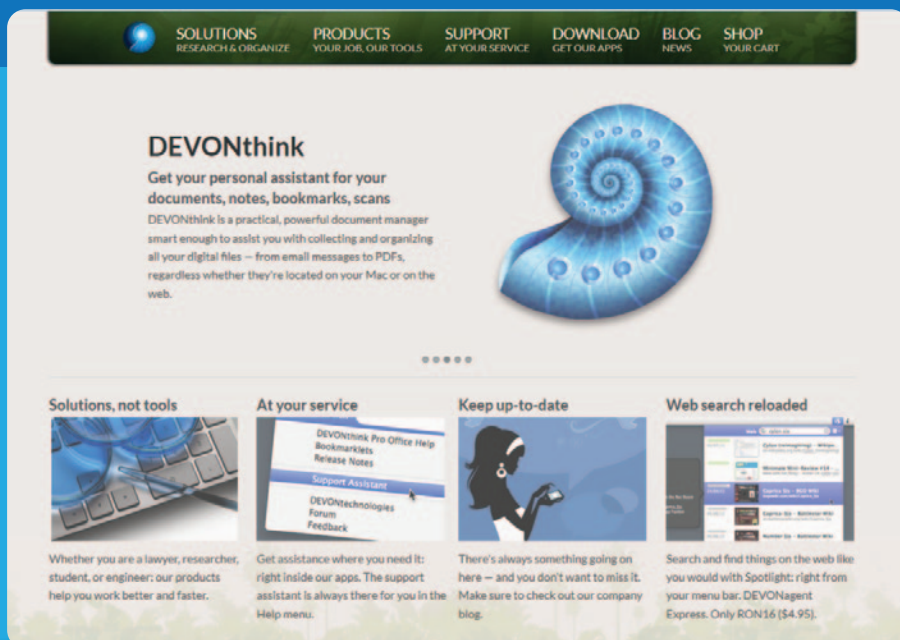 SOLUTIONS
RESEARCH & ORGANIZE
PRODUCTS
YOUR JOB, OUR TOOLS
SUPPORT
AT YOUR SERVICE
DOWNLOAD
GET OUR APPS
BLOG
NEWS
SHOP
YOUR CART
DEVONthink
Get your personal assistant for your
documents, notes, bookmarks, scans
DEVONthink is a practical, powerful document manager
smart enough to assist you with collecting and organizing
all your digital files — from email messages to PDFs,
regardless whether they're located on your Mac or on the
web.
Solutions, not tools
Whether you are a lawyer, researcher,
student, or engineer: our products
help you work better and faster.
At your service
DEVONthink Pro Office Help
Bookmarklets
Release Notes
Support Assistant
DEVONtechnologies
Forum
Feedback
Get assistance where you need it:
right inside our apps. The support
assistant is always there for you in the
Help menu.
Keep up-to-date
There's always something going on
here — and you don't want to miss it.
Make sure to check out our company
blog.
Web search reloaded
Search and find things on the web like
you would with Spotlight: right from
your menu bar. DEVONagent
Express. Only RON16 ($4.95).